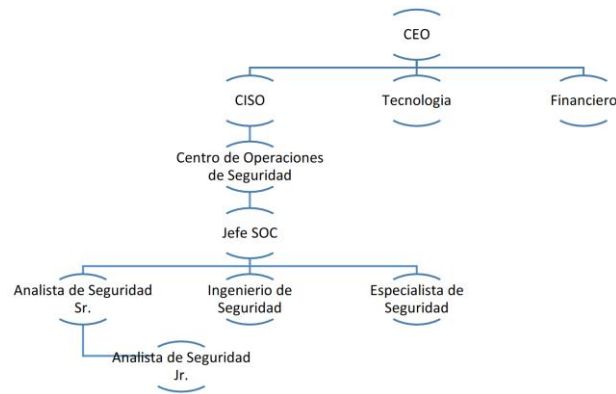 CEO
CISO
Tecnologia
Financiero
Centro de Operaciones
de Seguridad
Jefe SOC
Analista de Seguridad
Sr.
Ingenierio de
Seguridad
Especialista de
Seguridad
Analista de Seguridad
Jr.